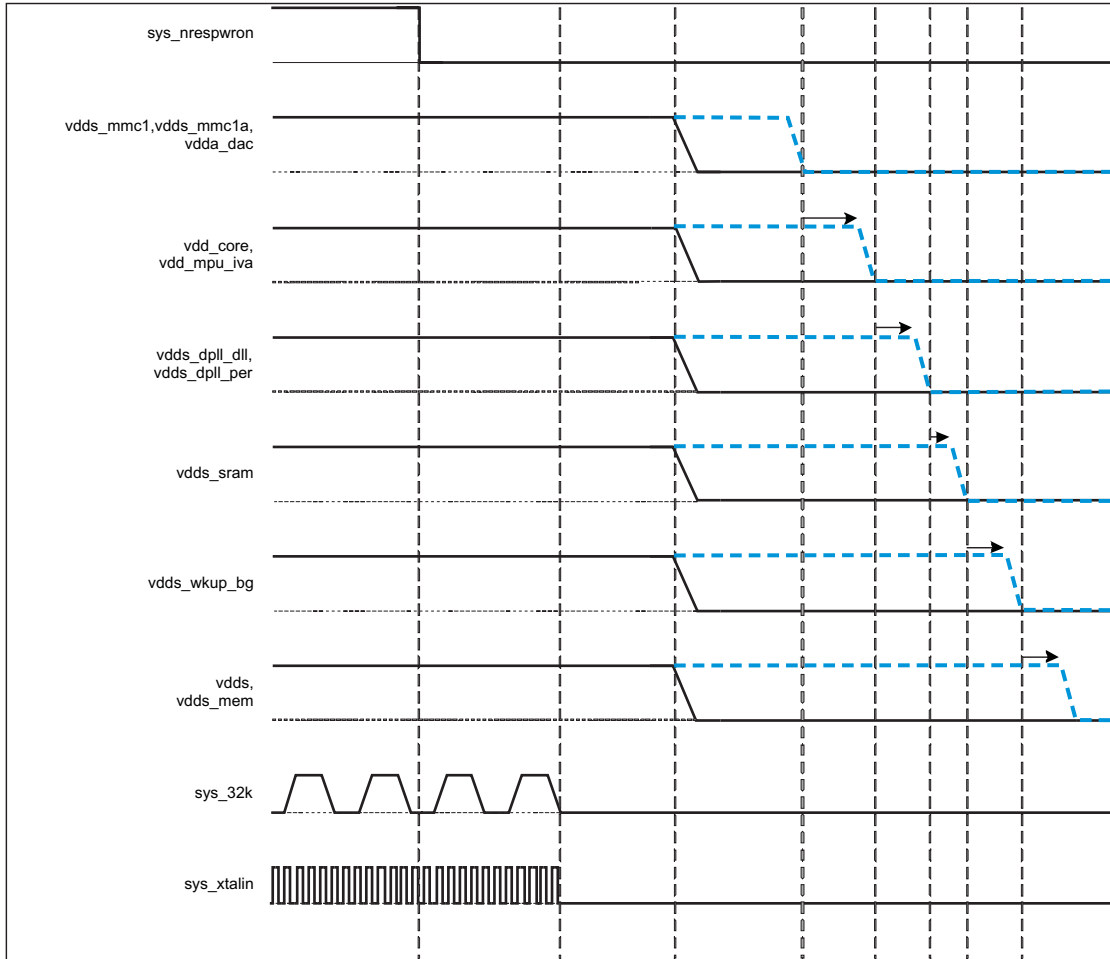 sys_nrespwron
vdds_mmc1,vdds_mmc1a,
vdda_dac
vdd_core,
vdd_mpu_iva
vdds_dpll_dll,
vdds_dpll_per
vdds_sram
vdds_wkup_bg
vdds,
vdds_mem
sys_32k
sys_xtalin